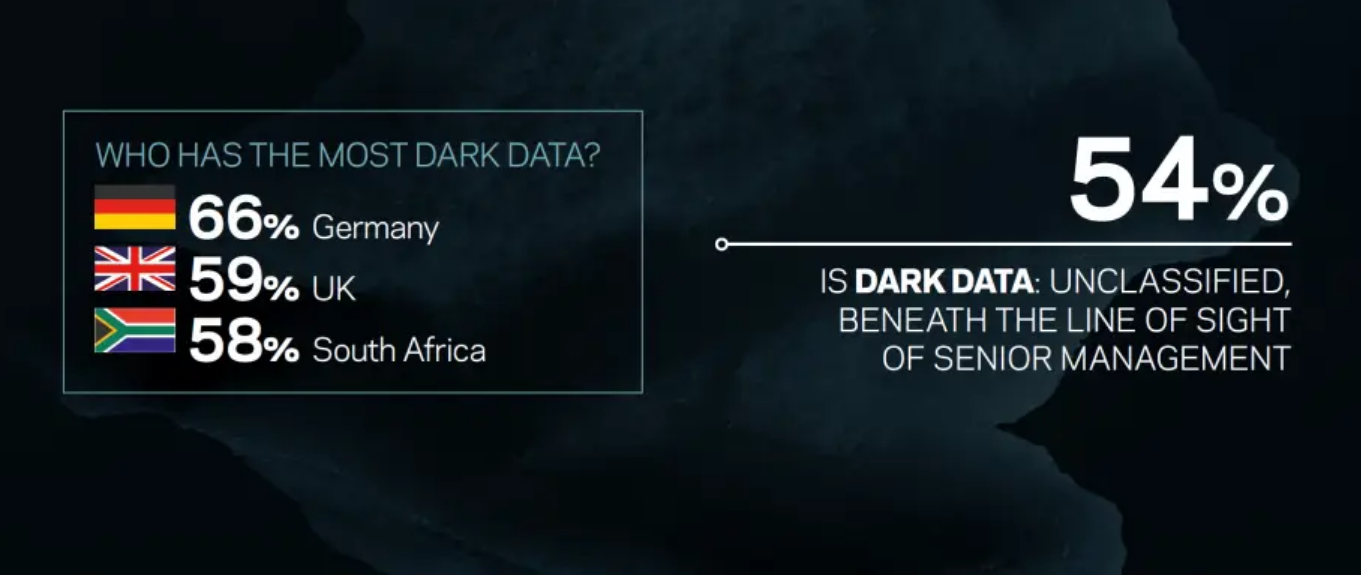 WHO HAS THE MOST DARK DATA?
66% Germany
59% UK
58% South Africa
54%
IS DARK DATA: UNCLASSIFIED,
BENEATH THE LINE OF SIGHT
OF SENIOR MANAGEMENT